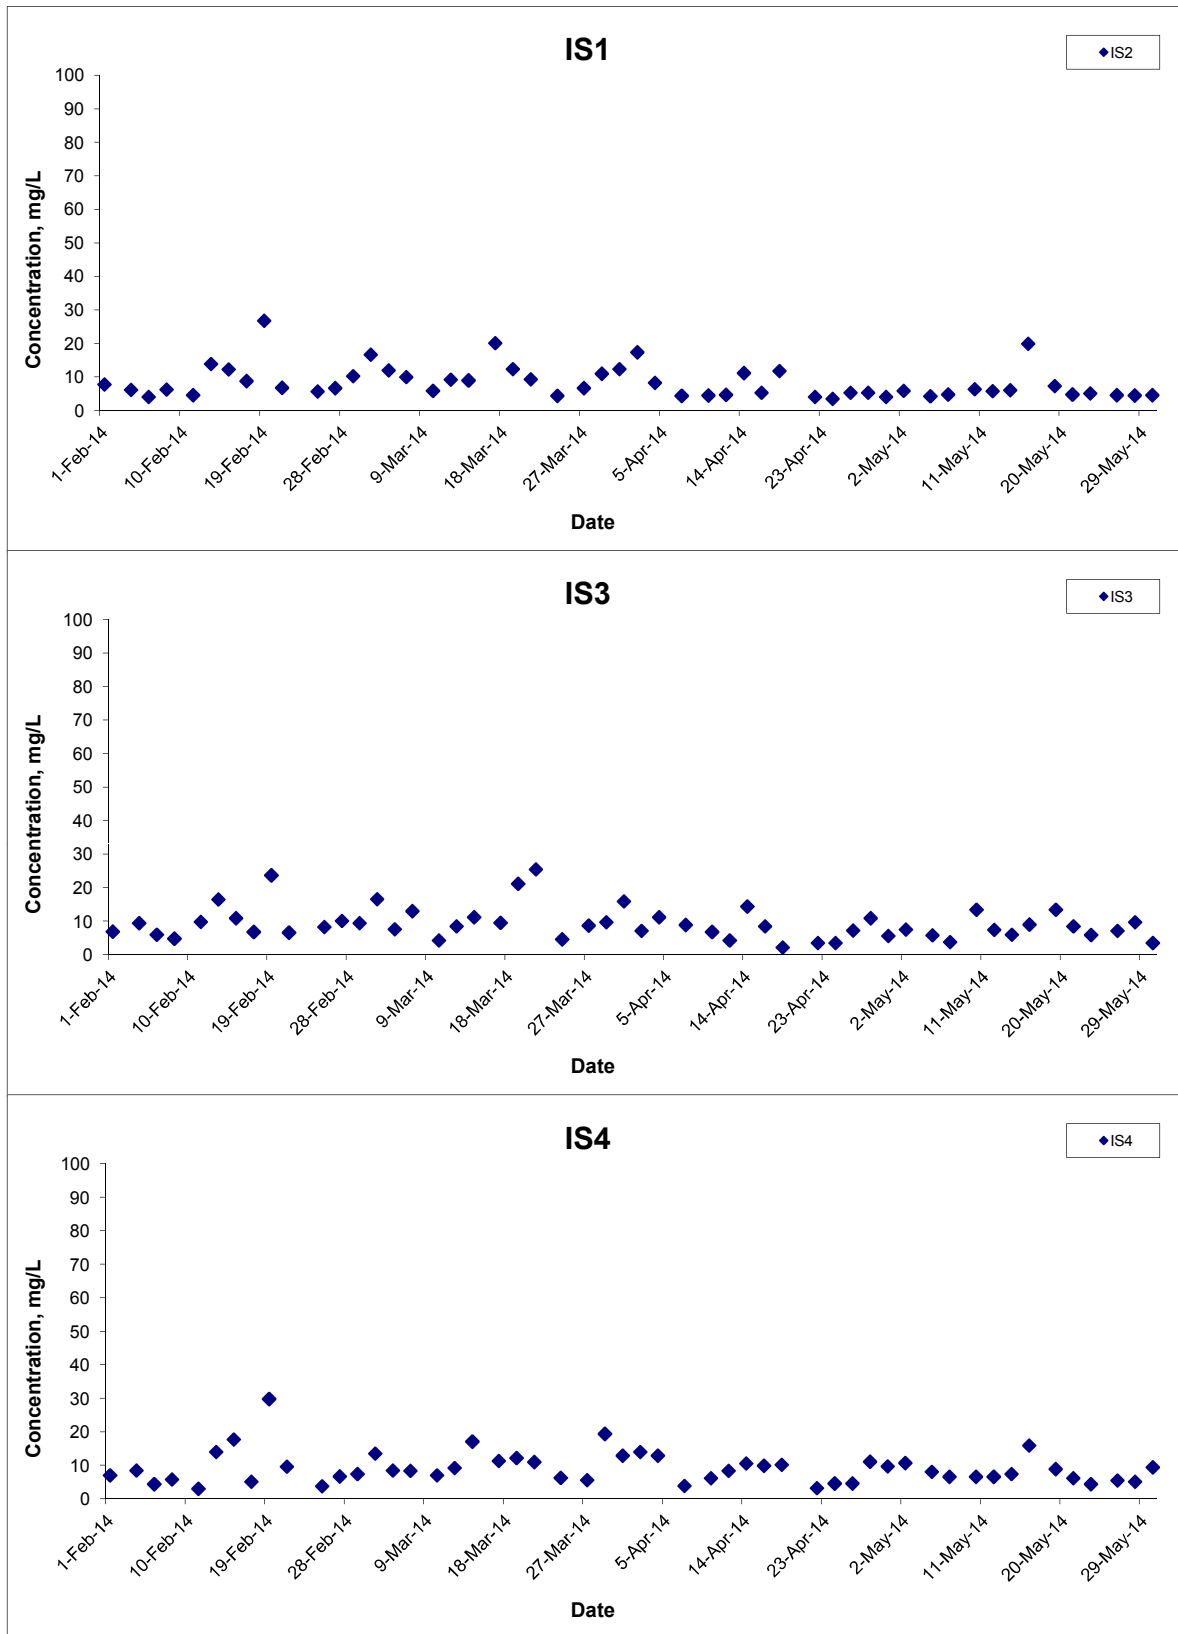 IS1
IS2
Concentration, mg/L
100
90
80
70
60
50
40
30
20
10
0
1-Feb-14
10-Feb-14
19-Feb-14
28-Feb-14
9-Mar-14
18-Mar-14
27-Mar-14
5-Apr-14
14-Apr-14
23-Apr-14
2-May-14
11-May-14
20-May-14
29-May-14
Date
IS3
IS3
Concentration, mg/L
100
90
80
70
60
50
40
30
20
10
0
1-Feb-14
10-Feb-14
19-Feb-14
28-Feb-14
9-Mar-14
18-Mar-14
27-Mar-14
5-Apr-14
14-Apr-14
23-Apr-14
2-May-14
11-May-14
20-May-14
29-May-14
Date
IS4
IS4
Concentration, mg/L
100
90
80
70
60
50
40
30
20
10
0
1-Feb-14
10-Feb-14
19-Feb-14
28-Feb-14
9-Mar-14
18-Mar-14
27-Mar-14
5-Apr-14
14-Apr-14
23-Apr-14
2-May-14
11-May-14
20-May-14
29-May-14
Date